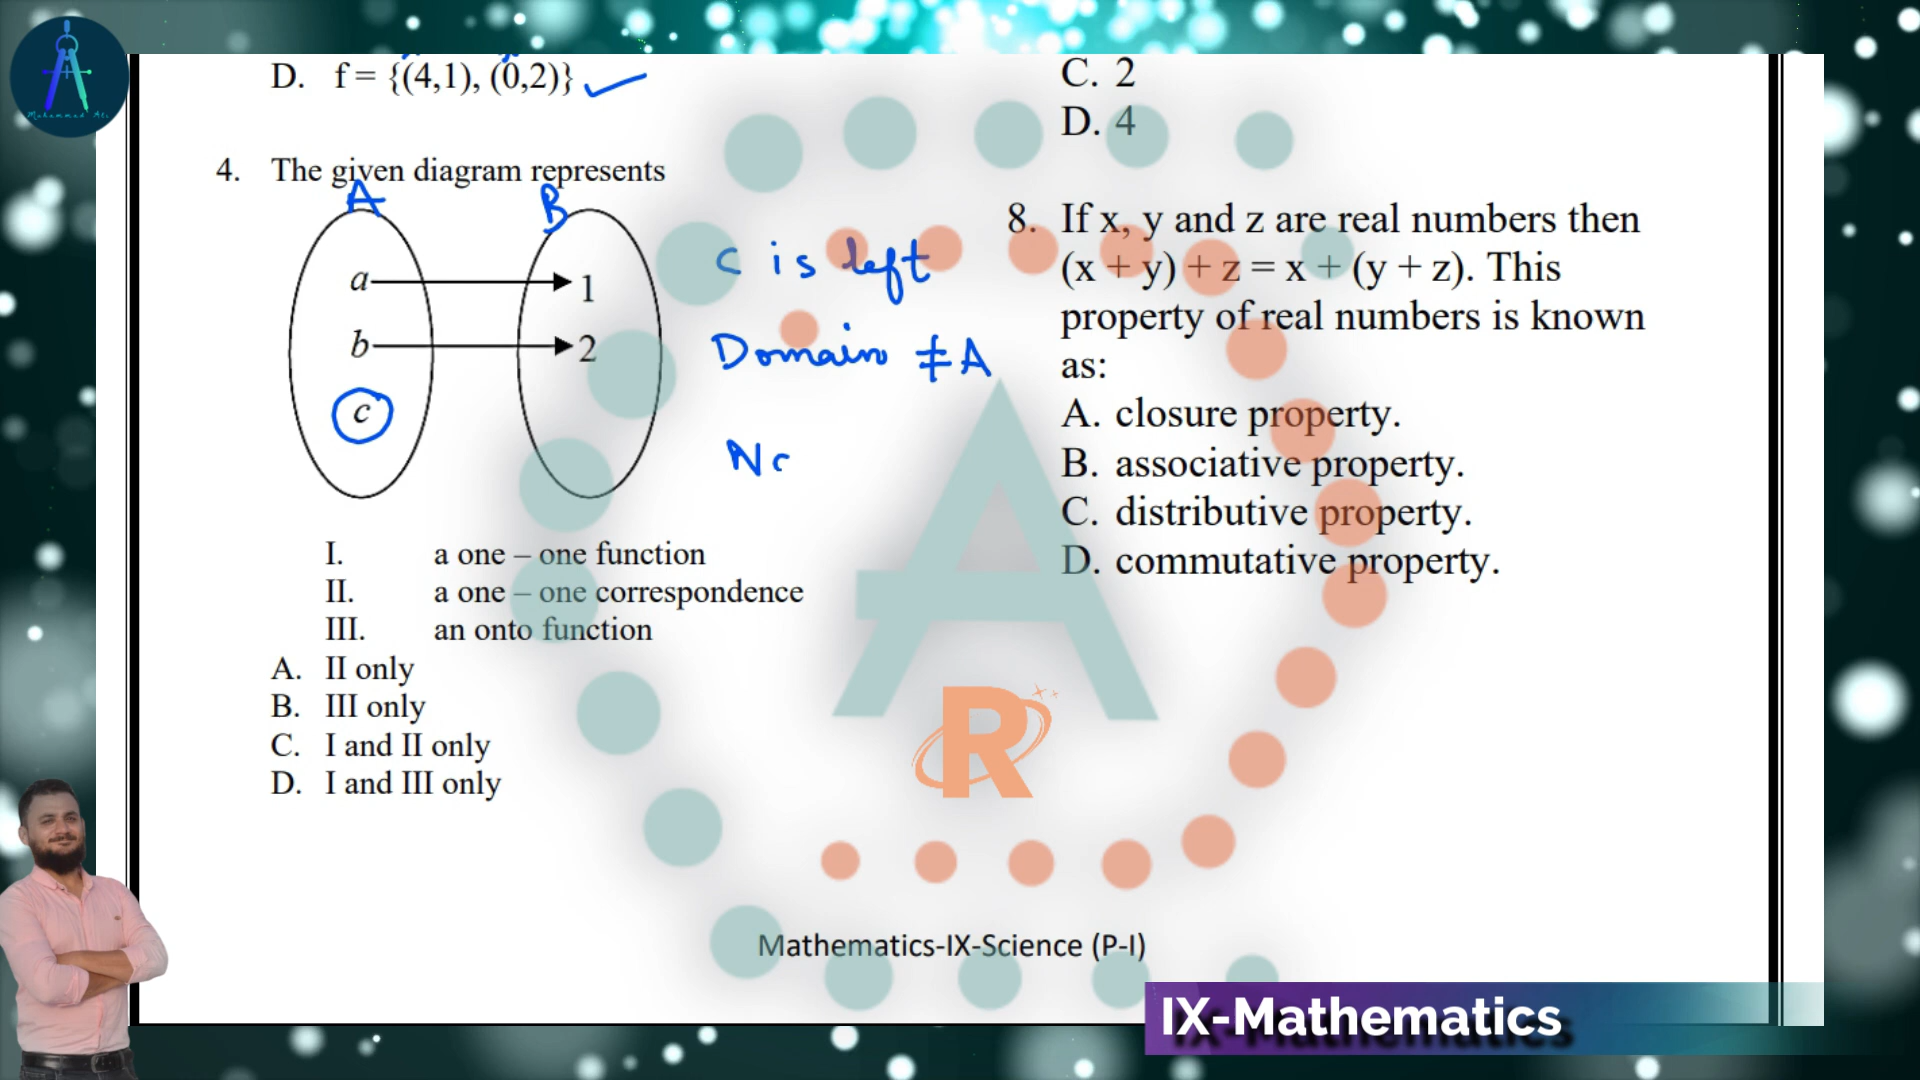 Muhammad Ali
D. f = {(4,1), (0,2)}
4. The given diagram represents
A
B
a
1
b
2
c
c is left
Domain ≠ A
I. a one – one function
II. a one – one correspondence
III. an onto function
A. II only
B. III only
C. I and II only
D. I and III only
C. 2
D. 4
8. If x, y and z are real numbers then
(x + y) + z = x + (y + z). This
property of real numbers is known
as:
A. closure property.
B. associative property.
C. distributive property.
D. commutative property.
A
R
Mathematics-IX-Science (P-I)
IX-Mathematics